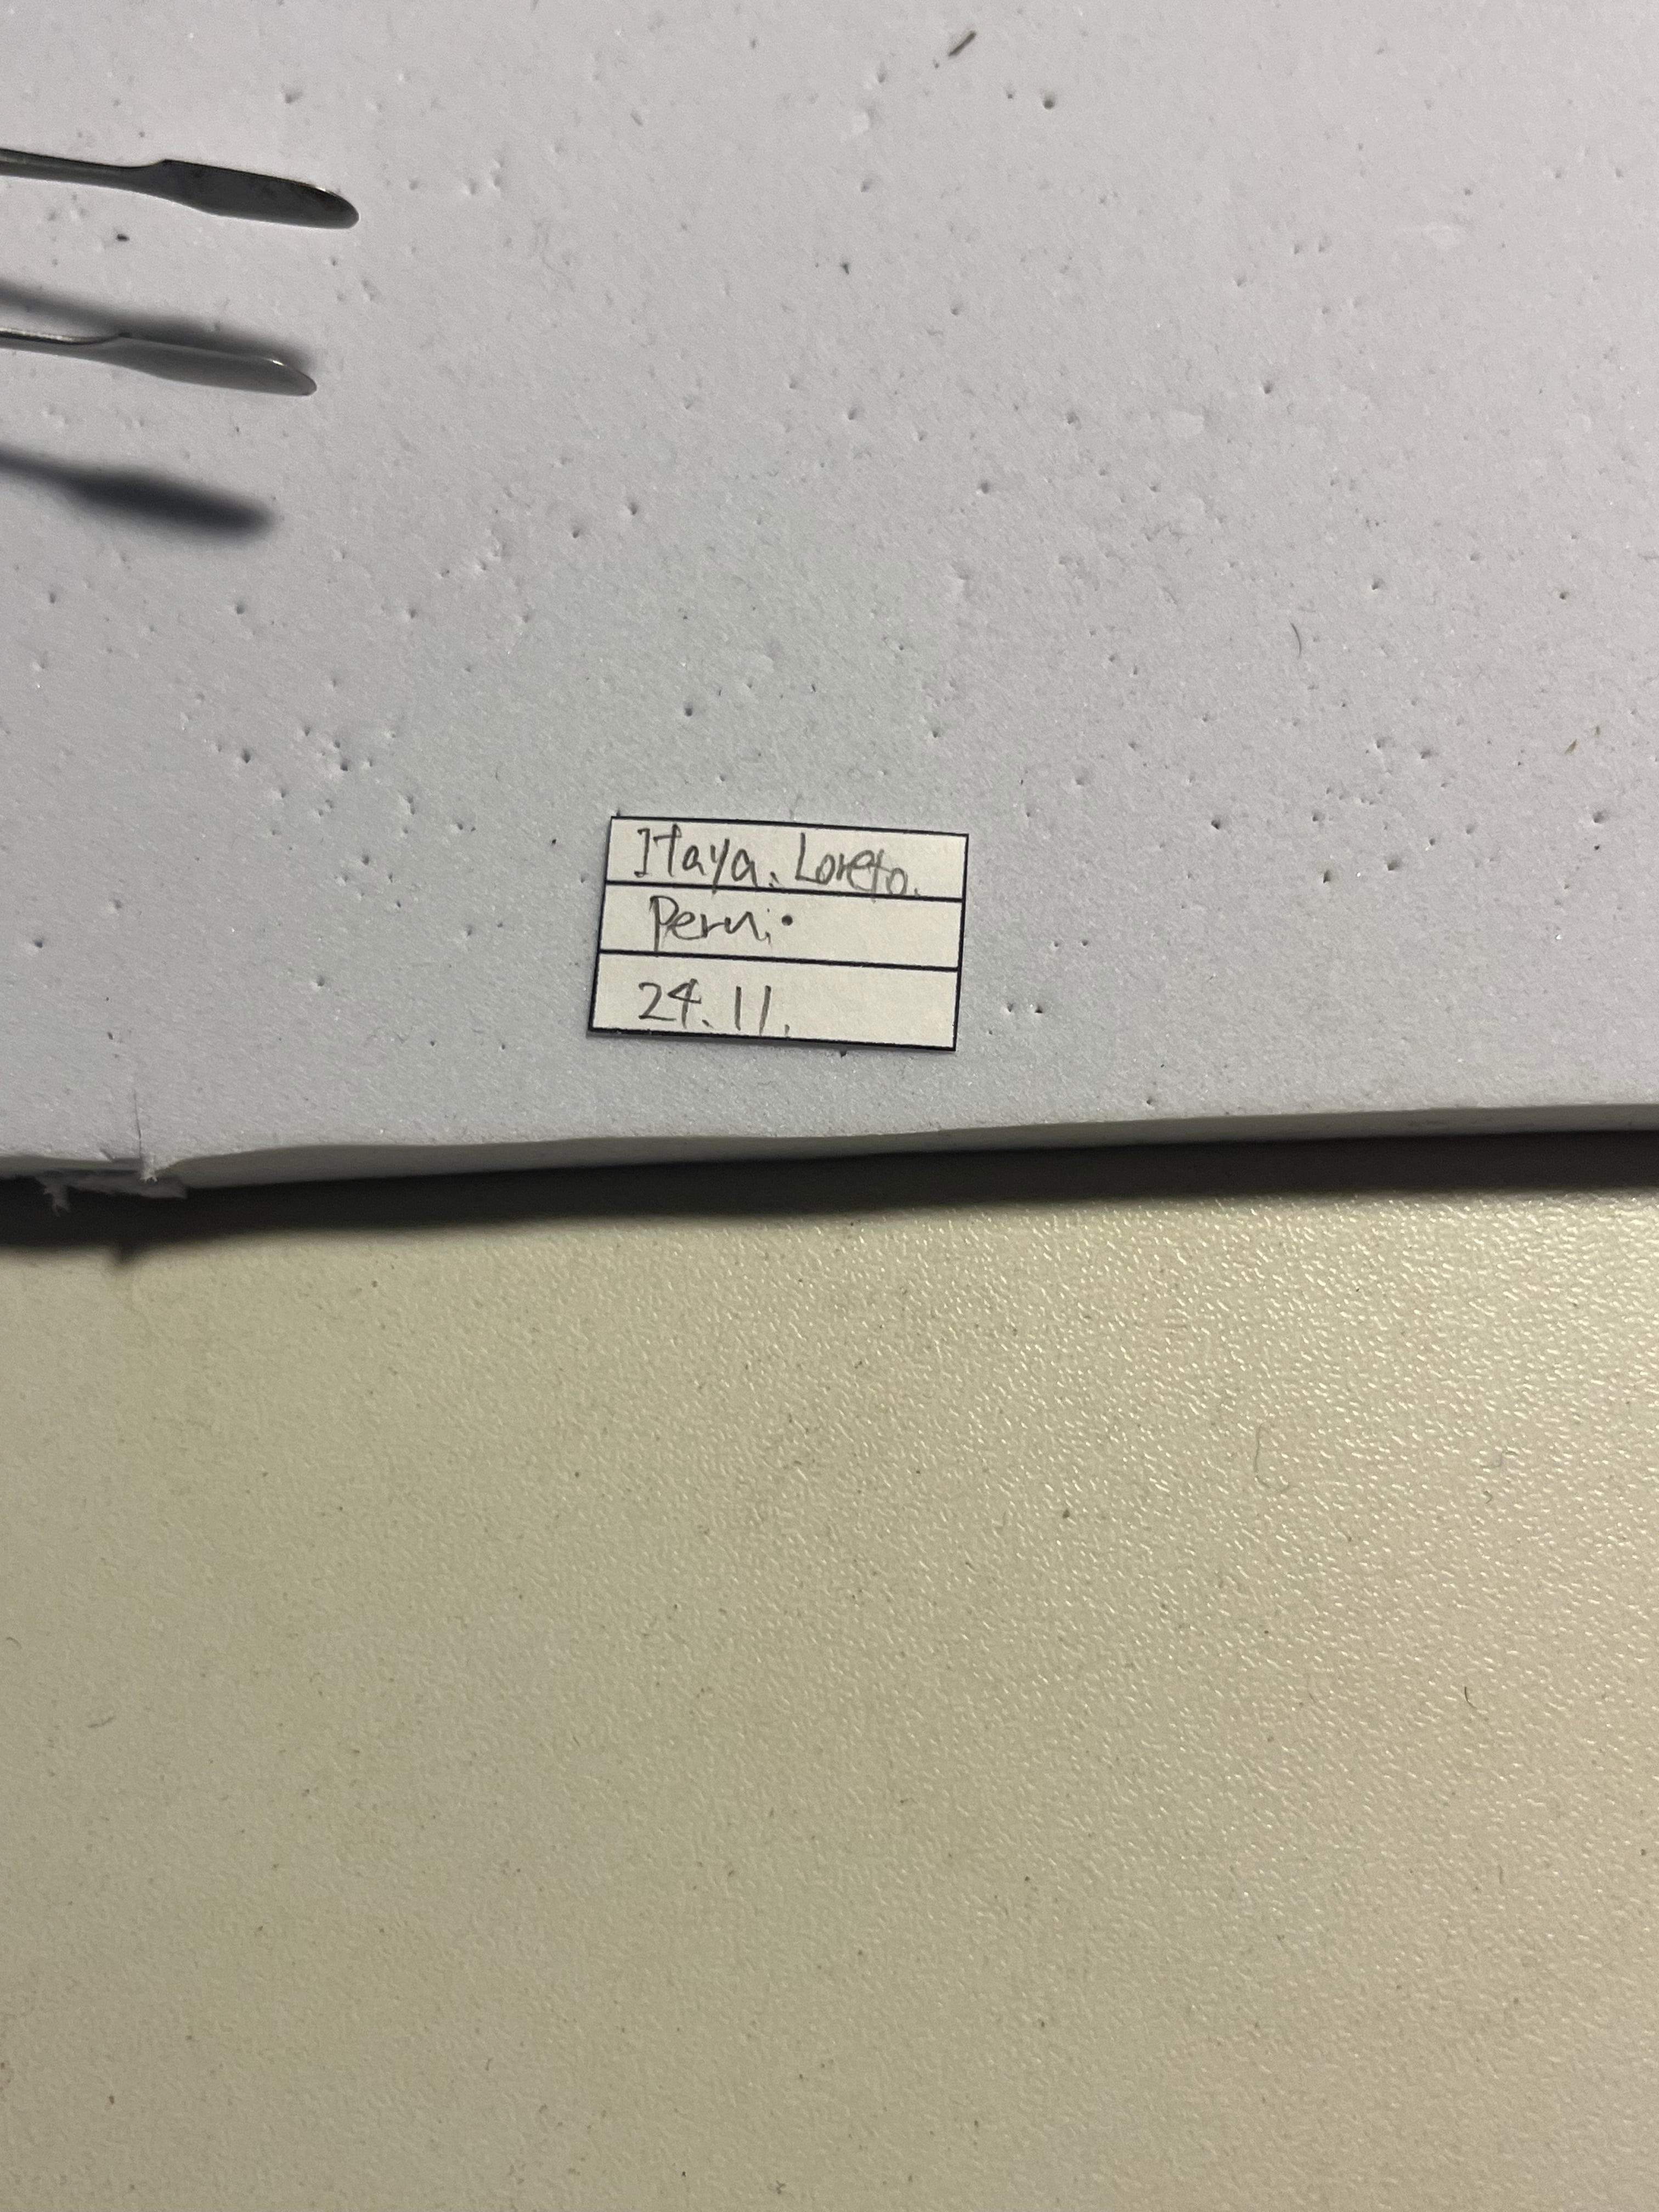 Itaya. Loreto.
Peru.
24.11.